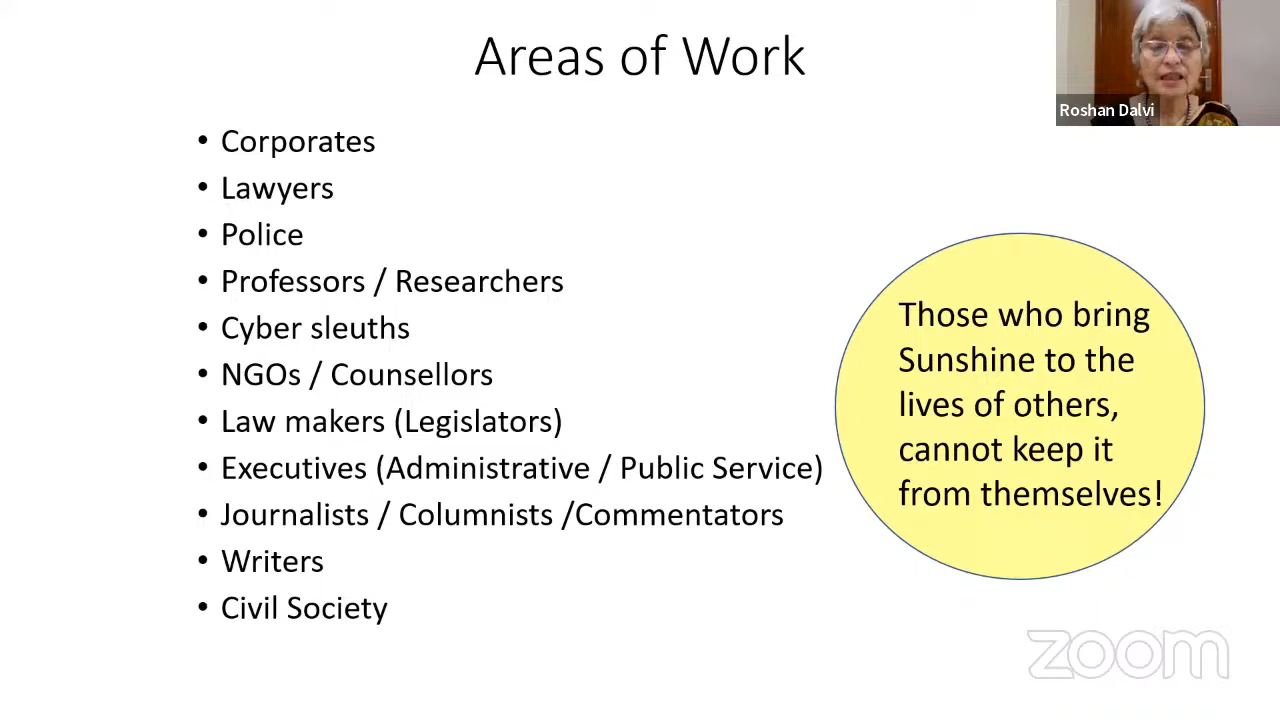 Areas of Work
Roshan Dalvi
• Corporates
• Lawyers
• Police
• Professors / Researchers
• Cyber sleuths
• NGOs / Counsellors
• Law makers (Legislators)
• Executives (Administrative / Public Service)
• Journalists / Columnists /Commentators
• Writers
• Civil Society
Those who bring
Sunshine to the
lives of others,
cannot keep it
from themselves!
zoom